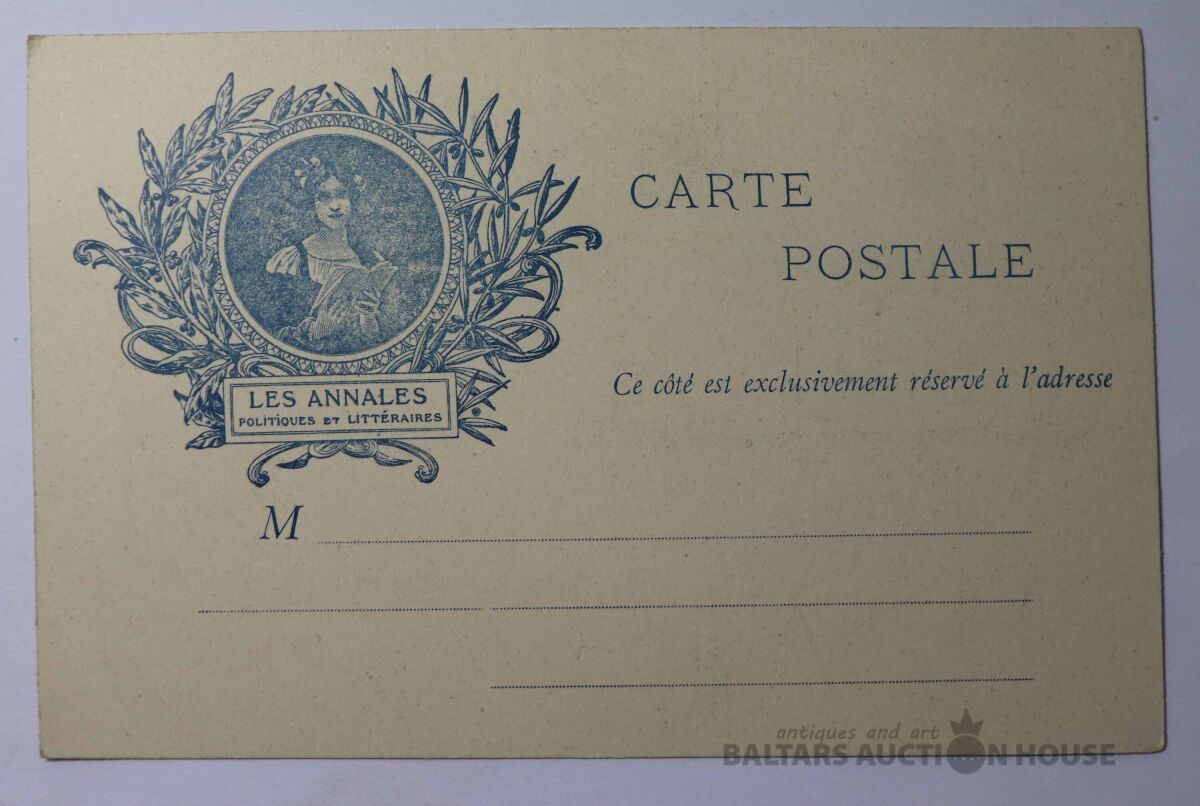 CARTE
POSTALE
Ce côté est exclusivement réservé à l'adresse
LES ANNALES
POLITIQUES ET LITTÉRAIRES
M
antiques and art
BALTARS AUCTION HOUSE